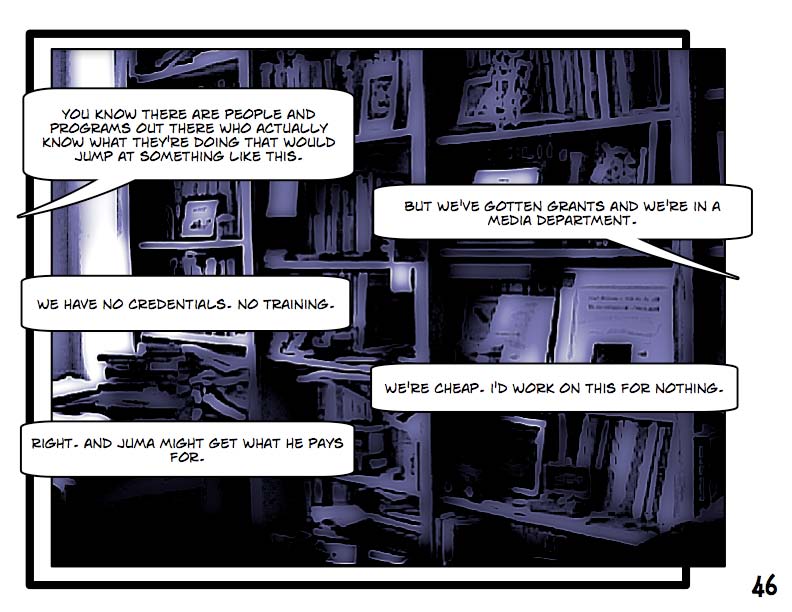 YOU KNOW THERE ARE PEOPLE AND
PROGRAMS OUT THERE WHO ACTUALLY
KNOW WHAT THEY'RE DOING THAT WOULD
JUMP AT SOMETHING LIKE THIS.
BUT WE'VE GOTTEN GRANTS AND WE'RE IN A
MEDIA DEPARTMENT.
WE HAVE NO CREDENTIALS. NO TRAINING.
WE'RE CHEAP. I'D WORK ON THIS FOR NOTHING.
RIGHT. AND JUMA MIGHT GET WHAT HE PAYS
FOR.
46